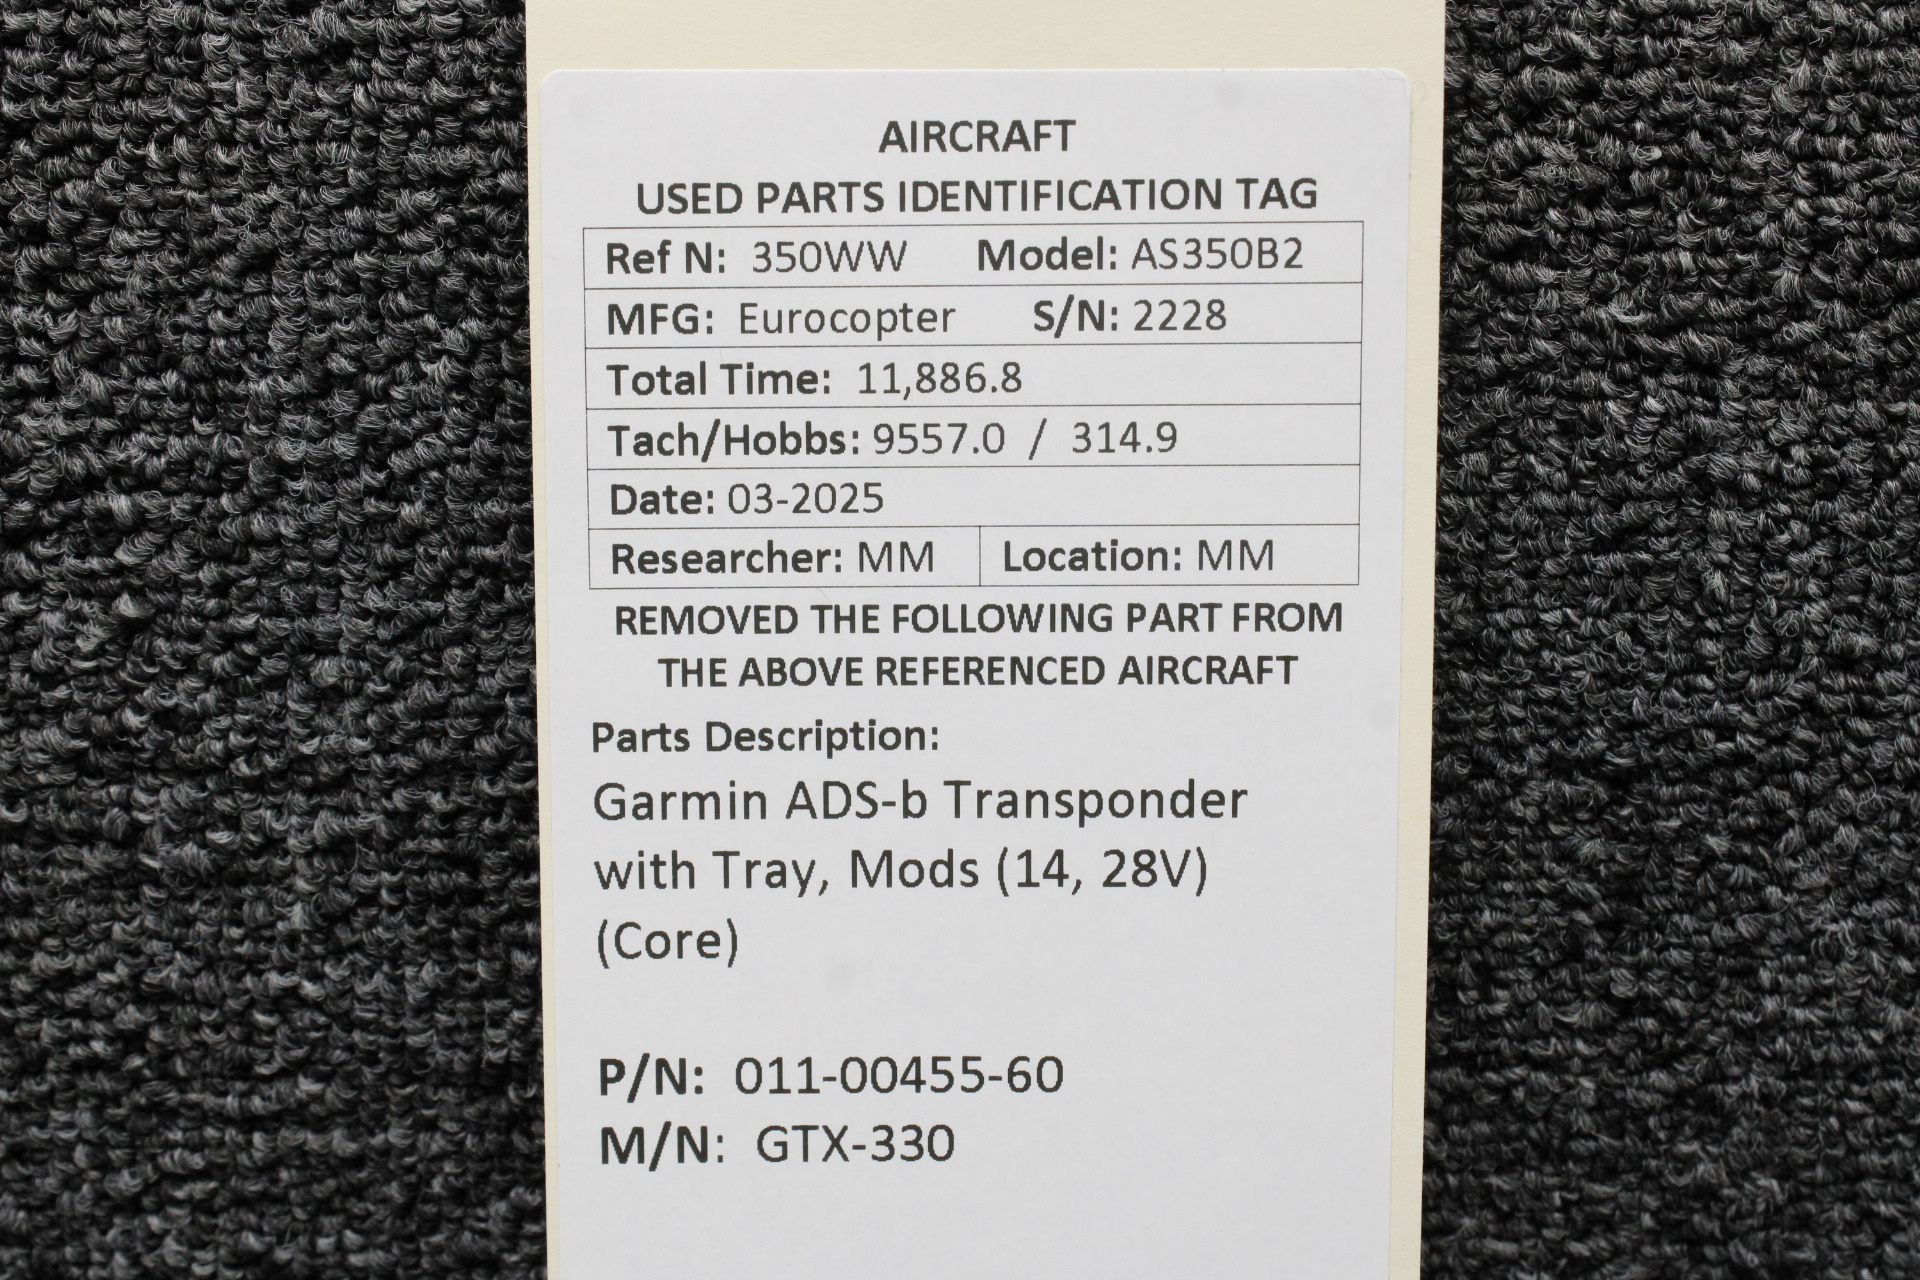 AIRCRAFT
USED PARTS IDENTIFICATION TAG
Ref N: 350WW Model: AS350B2
MFG: Eurocopter S/N: 2228
Total Time: 11,886.8
Tach/Hobbs: 9557.0 / 314.9
Date: 03-2025
Researcher: MM Location: MM
REMOVED THE FOLLOWING PART FROM
THE ABOVE REFERENCED AIRCRAFT
Parts Description:
Garmin ADS-b Transponder
with Tray, Mods (14, 28V)
(Core)
P/N: 011-00455-60
M/N: GTX-330